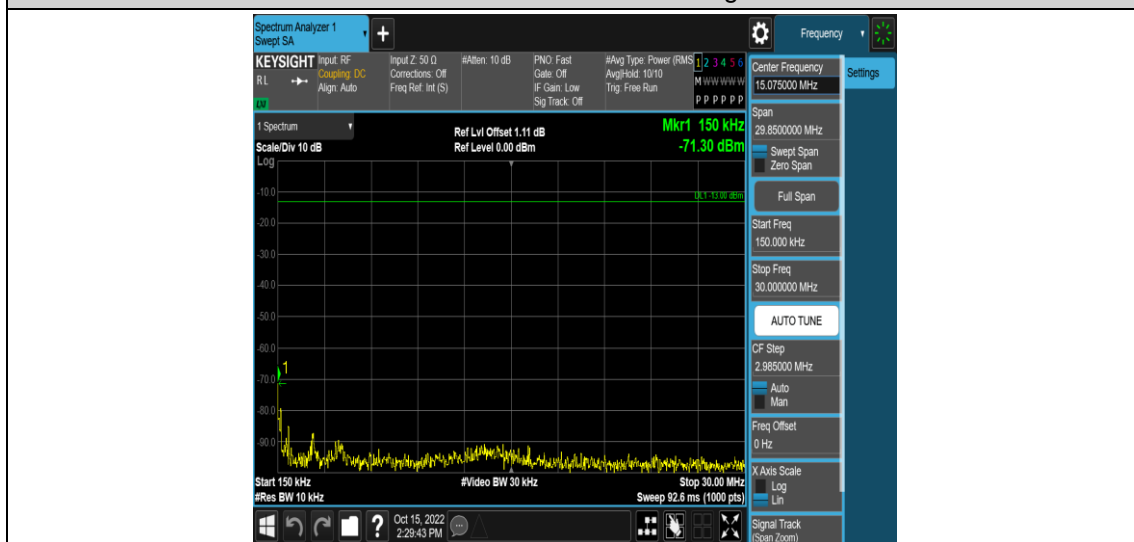 Spectrum Analyzer 1
Swept SA
+
Frequency
KEYSIGHT
R L
LXI
Input: RF
Coupling: DC
Align: Auto
Input Z: 50 Ω
Corrections: Off
Freq Ref: Int (S)
#Atten: 10 dB
PNO: Fast
Gate: Off
IF Gain: Low
Sig Track: Off
#Avg Type: Power (RMS
Avg|Hold: 10/10
Trig: Free Run
1 2 3 4 5 6
M W W W W W
P P P P P P
1 Spectrum
Scale/Div 10 dB
Log
Ref Lvl Offset 1.11 dB
Ref Level 0.00 dBm
Mkr1 150 kHz
-71.30 dBm
DL1 -13.00 dBm
-10.0
-20.0
-30.0
-40.0
-50.0
-60.0
-70.0
-80.0
-90.0
1
Start 150 kHz
#Res BW 10 kHz
#Video BW 30 kHz
Stop 30.00 MHz
Sweep 92.6 ms (1000 pts)
Center Frequency
15.075000 MHz
Span
29.8500000 MHz
Swept Span
Zero Span
Full Span
Start Freq
150.000 kHz
Stop Freq
30.000000 MHz
AUTO TUNE
CF Step
2.985000 MHz
Auto
Man
Freq Offset
0 Hz
X Axis Scale
Log
Lin
Signal Track
(Span Zoom)
Settings
?
Oct 15, 2022
2:29:43 PM